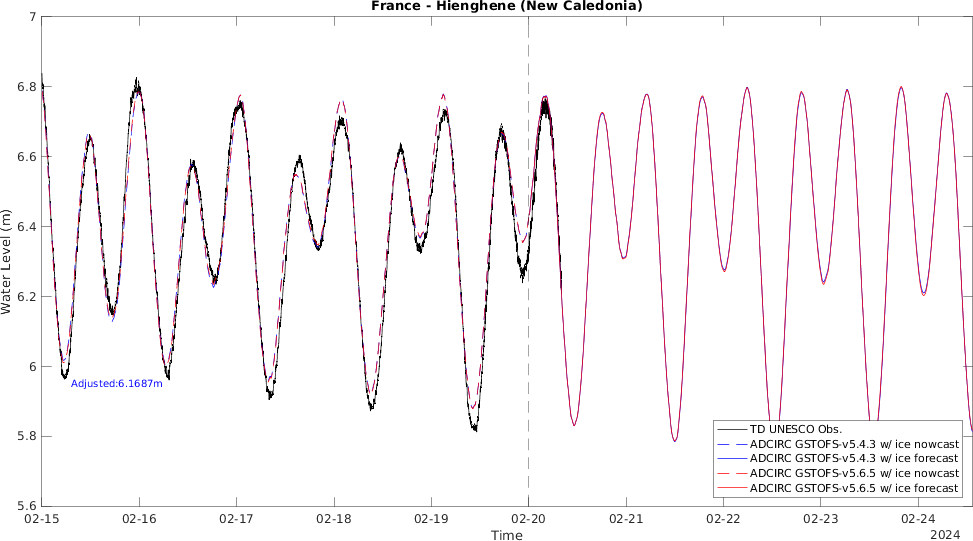 France - Hienghene (New Caledonia)
7
6.8
6.6
6.4
6.2
6
5.8
5.6
Water Level (m)
Adjusted:6.1687m
TD UNESCO Obs.
ADCIRC GSTOFS-v5.4.3 w/ ice nowcast
ADCIRC GSTOFS-v5.4.3 w/ ice forecast
ADCIRC GSTOFS-v5.6.5 w/ ice nowcast
ADCIRC GSTOFS-v5.6.5 w/ ice forecast
02-15 02-16 02-17 02-18 02-19 02-20 02-21 02-22 02-23 02-24
Time
2024